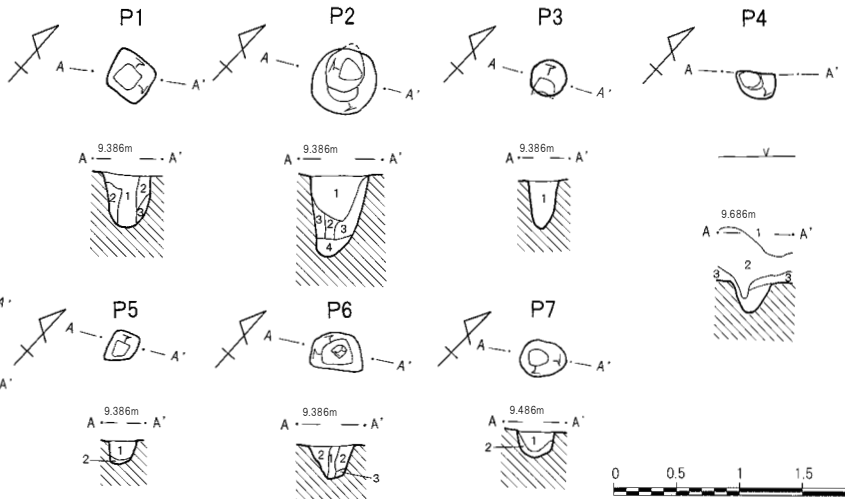 P1 P2 P3 P4
A A' A A' A A' A A'
9.386m 9.386m 9.386m V
A A' A A' A A'
2 1 2 3
1 3 2 3 4
1
9.686m
A 1 A'
2
3 3
P5 P6 P7
A'
A A' A A' A A'
A'
9.386m 9.386m 9.486m
A A' A A' A A'
1 2
2 1 2 3
1 2
0 0.5 1 1.5